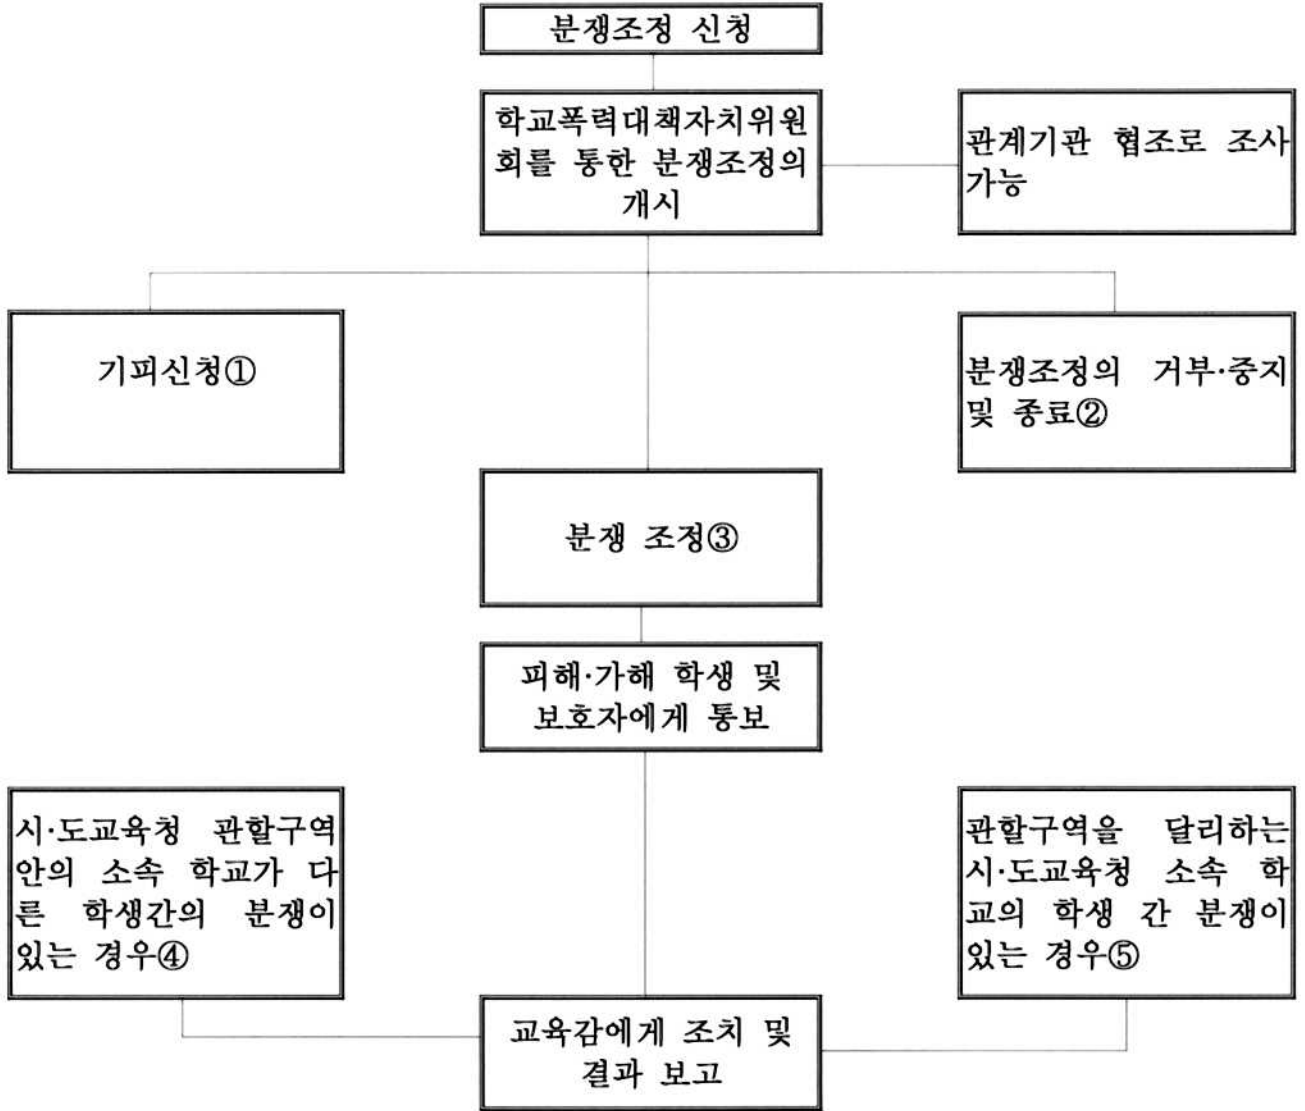 분쟁조정 신청
학교폭력대책자치위원
회를 통한 분쟁조정의
개시
관계기관 협조로 조사
가능
기피신청①
분쟁조정의 거부·중지
및 종료②
분쟁 조정③
피해·가해 학생 및
보호자에게 통보
시·도교육청 관할구역
안의 소속 학교가 다
른 학생간의 분쟁이
있는 경우④
관할구역을 달리하는
시·도교육청 소속 학
교의 학생 간 분쟁이
있는 경우⑤
교육감에게 조치 및
결과 보고